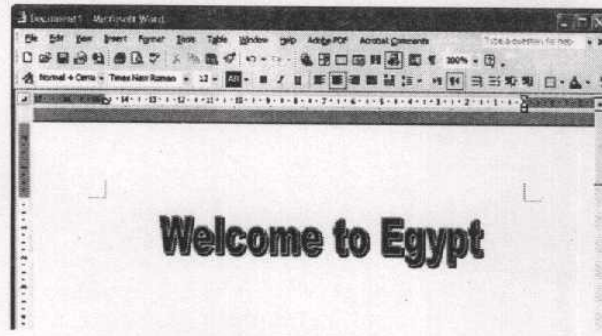 Document1 - Microsoft Word
File Edit View Insert Format Tools Table Window Help Adobe PDF Acrobat Comments Type a question for help
100%
Normal + Cente Times New Roman 12
Welcome to Egypt